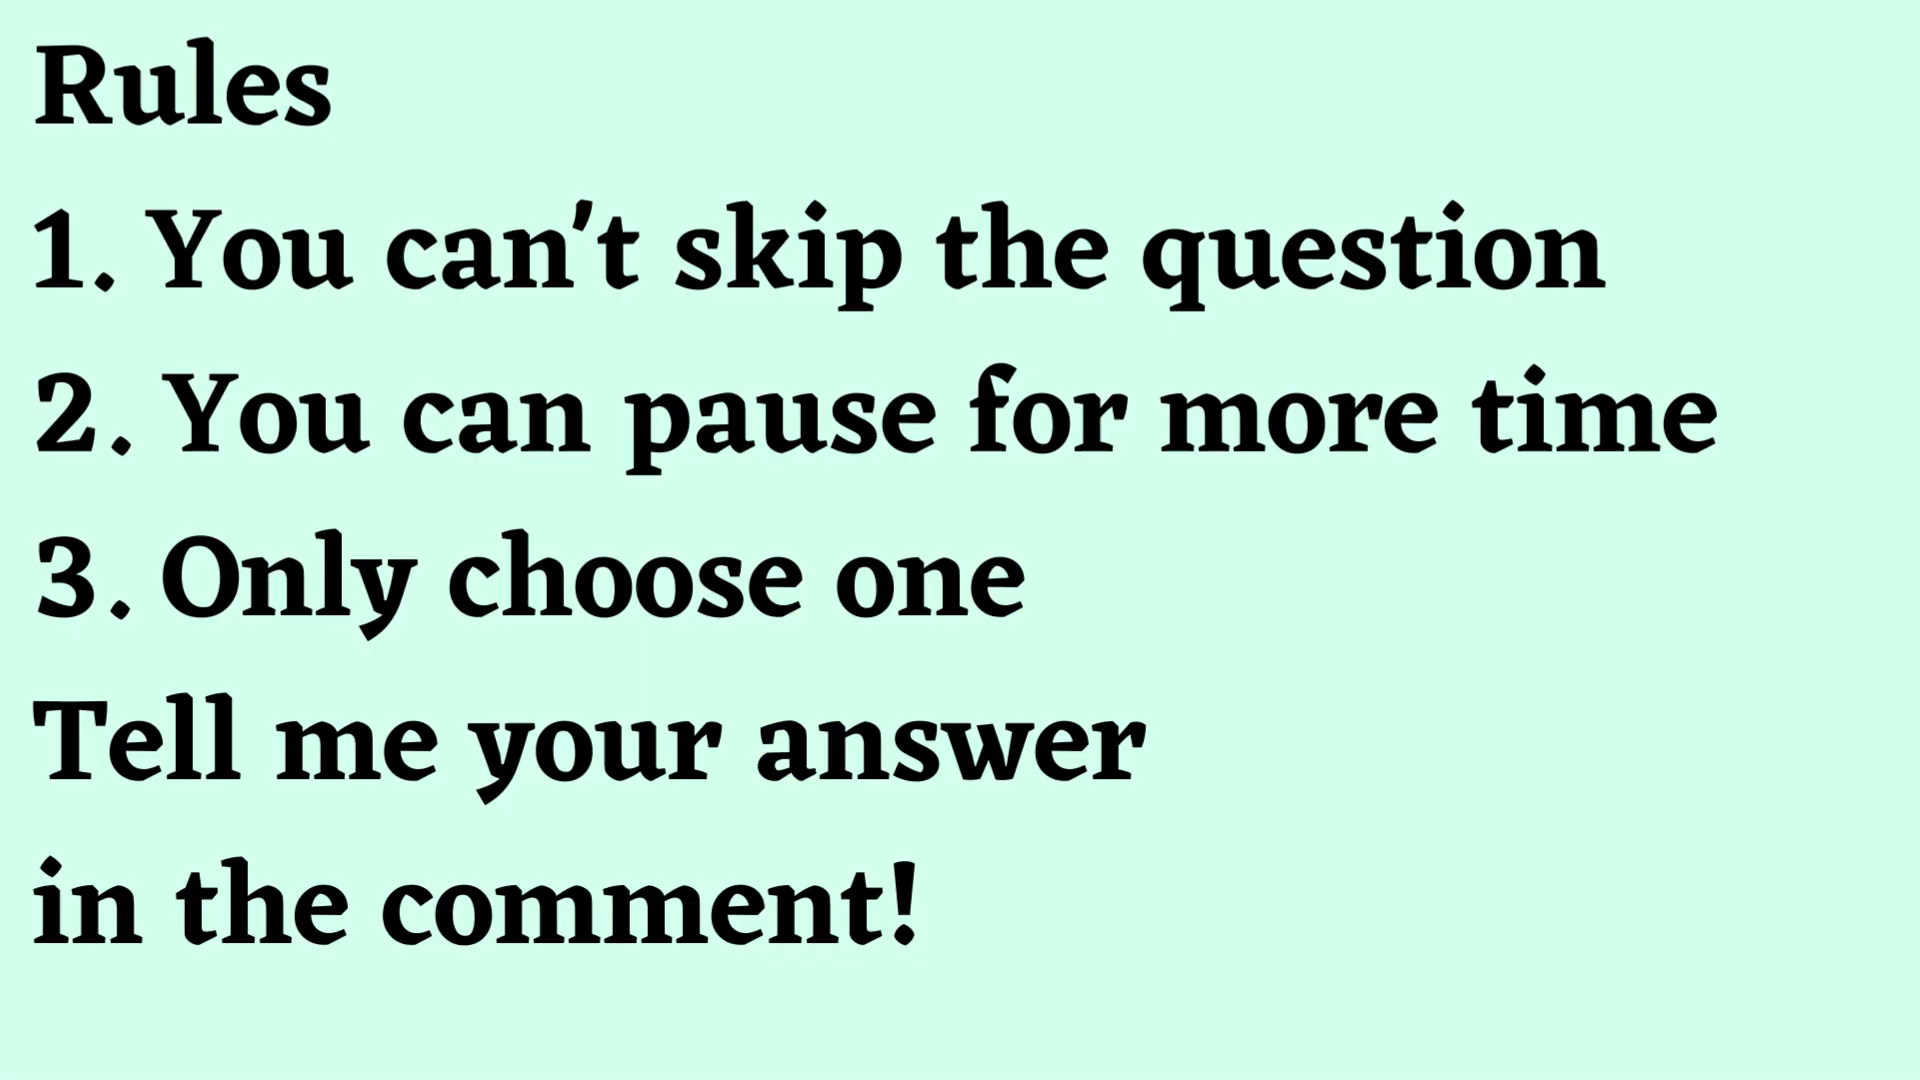 Rules
1. You can't skip the question
2. You can pause for more time
3. Only choose one
Tell me your answer
in the comment!